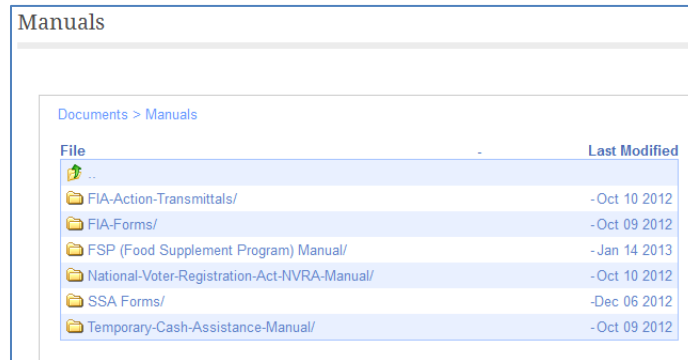 Manuals
Documents > Manuals
File - Last Modified
..
FIA-Action-Transmittals/ -Oct 10 2012
FIA-Forms/ -Oct 09 2012
FSP (Food Supplement Program) Manual/ -Jan 14 2013
National-Voter-Registration-Act-NVRA-Manual/ -Oct 10 2012
SSA Forms/ -Dec 06 2012
Temporary-Cash-Assistance-Manual/ -Oct 09 2012